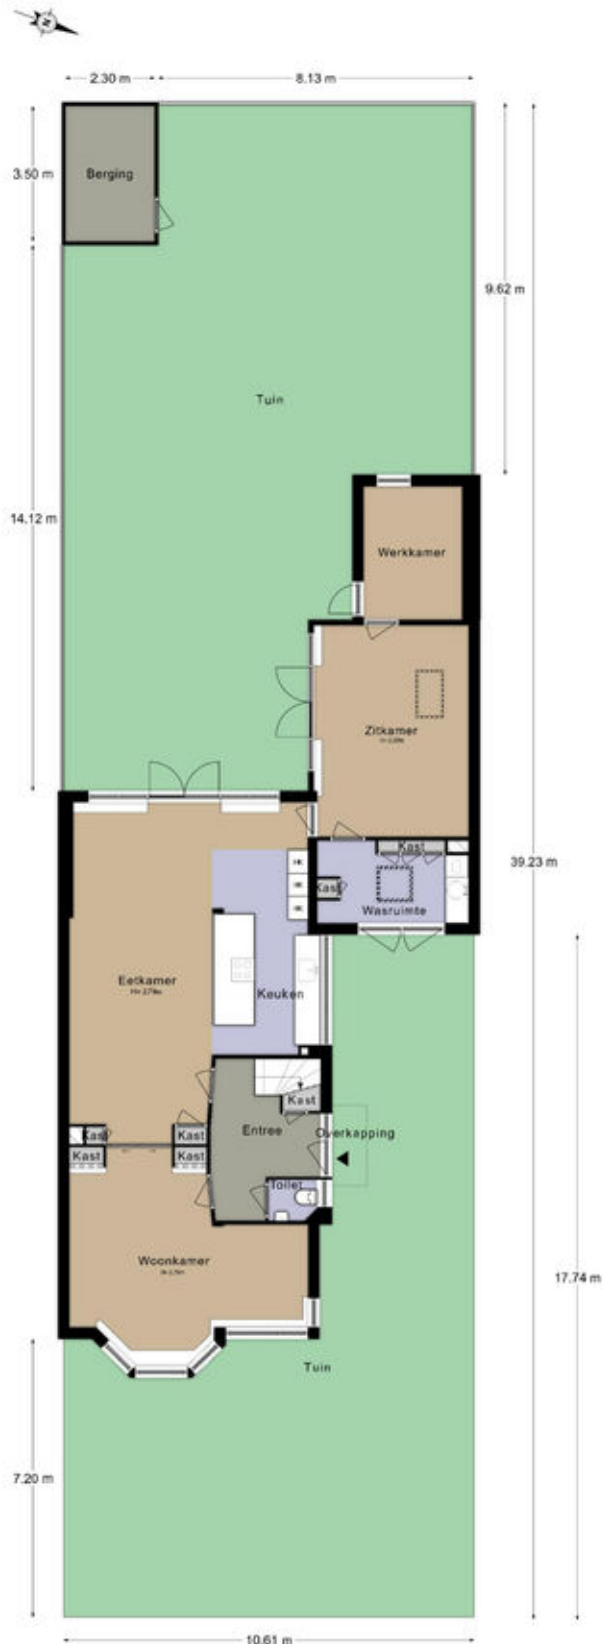 N
2.30 m
8.13 m
3.50 m
Berging
9.62 m
Tuin
14.12 m
Werkkamer
Zitkamer
Kast
39.23 m
Kast
Wasruimte
Eetkamer
Keuken
Kast
Entree
Overkapping
Kast
Kast
Kast
Kast
Toilet
Woonkamer
17.74 m
Tuin
7.20 m
10.61 m